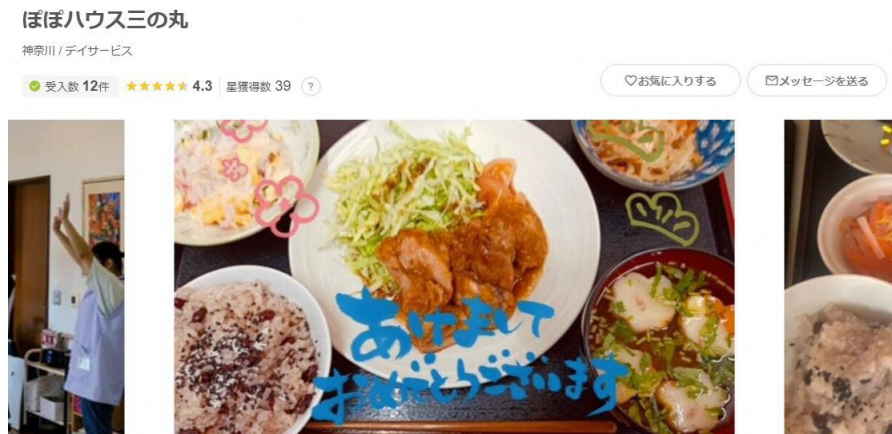 ぽぽハウス三の丸
神奈川 / デイサービス
受入数 12件 ★★★★★ 4.3 星獲得数 39 ?
♡お気に入りする
メッセージを送る
あけまして
おめでとうございます